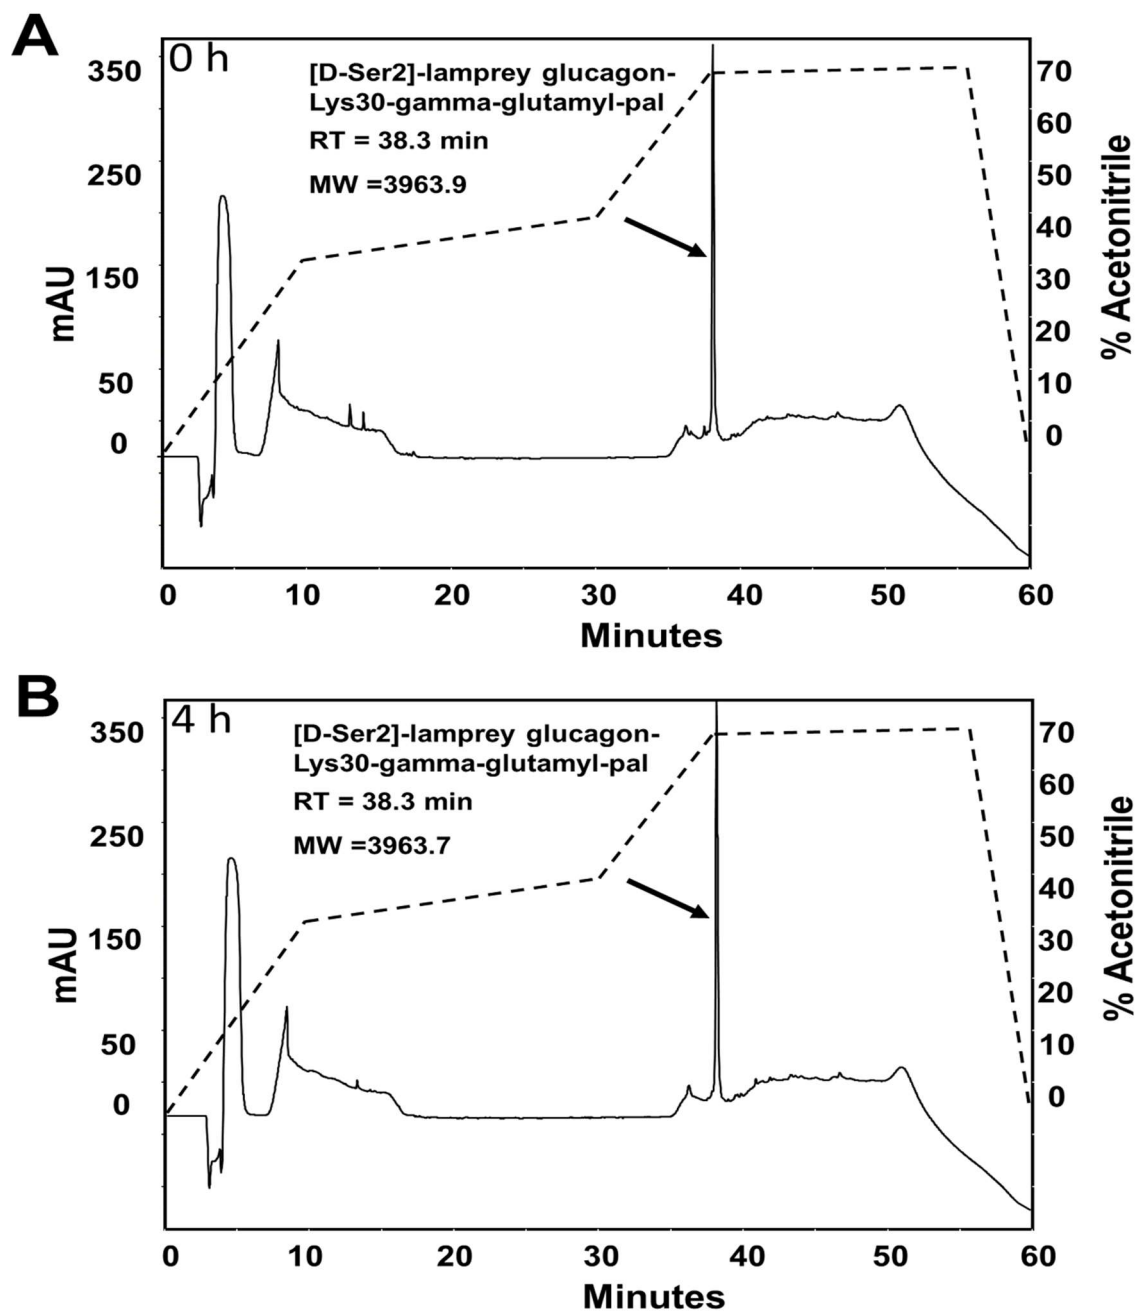 A
0 h
[D-Ser2]-lamprey glucagon-
Lys30-gamma-glutamyl-pal
RT = 38.3 min
MW =3963.9
350
250
150
50
0
mAU
70
60
50
40
30
20
10
0
% Acetonitrile
0 10 20 30 40 50 60
Minutes
B
4 h
[D-Ser2]-lamprey glucagon-
Lys30-gamma-glutamyl-pal
RT = 38.3 min
MW =3963.7
350
250
150
50
0
mAU
70
60
50
40
30
20
10
0
% Acetonitrile
0 10 20 30 40 50 60
Minutes